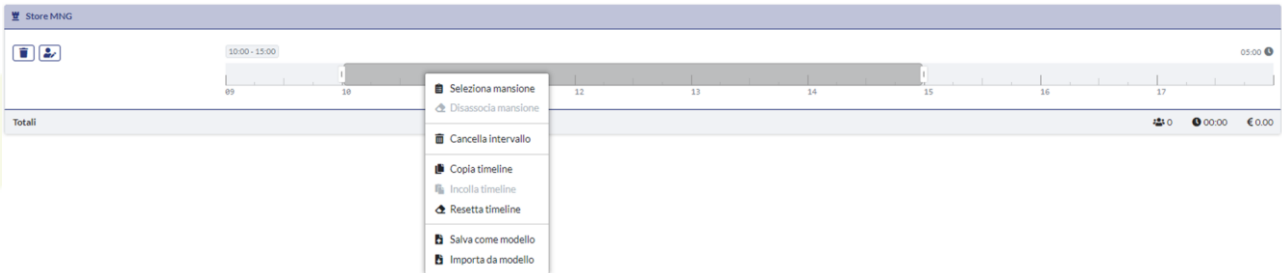 Store MNG
10:00 - 15:00
05:00
09 10 12 13 14 15 16 17
Seleziona mansione
Disassocia mansione
Cancella intervallo
Copia timeline
Incolla timeline
Resetta timeline
Salva come modello
Importa da modello
Totali
0 00:00 € 0.00